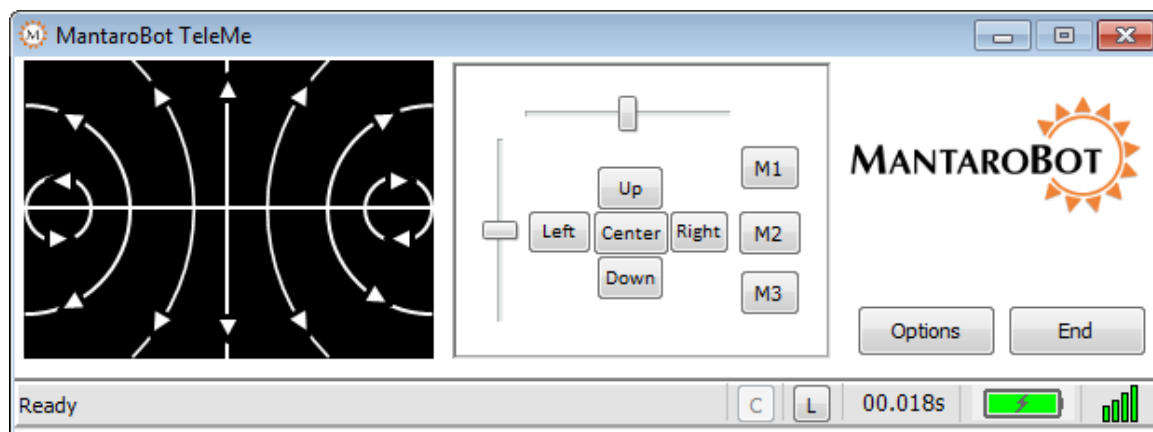 MantaroBot TeleMe
M1
Up
Left Center Right M2
Down
M3
MANTAROBOT
Options End
Ready C L 00.018s